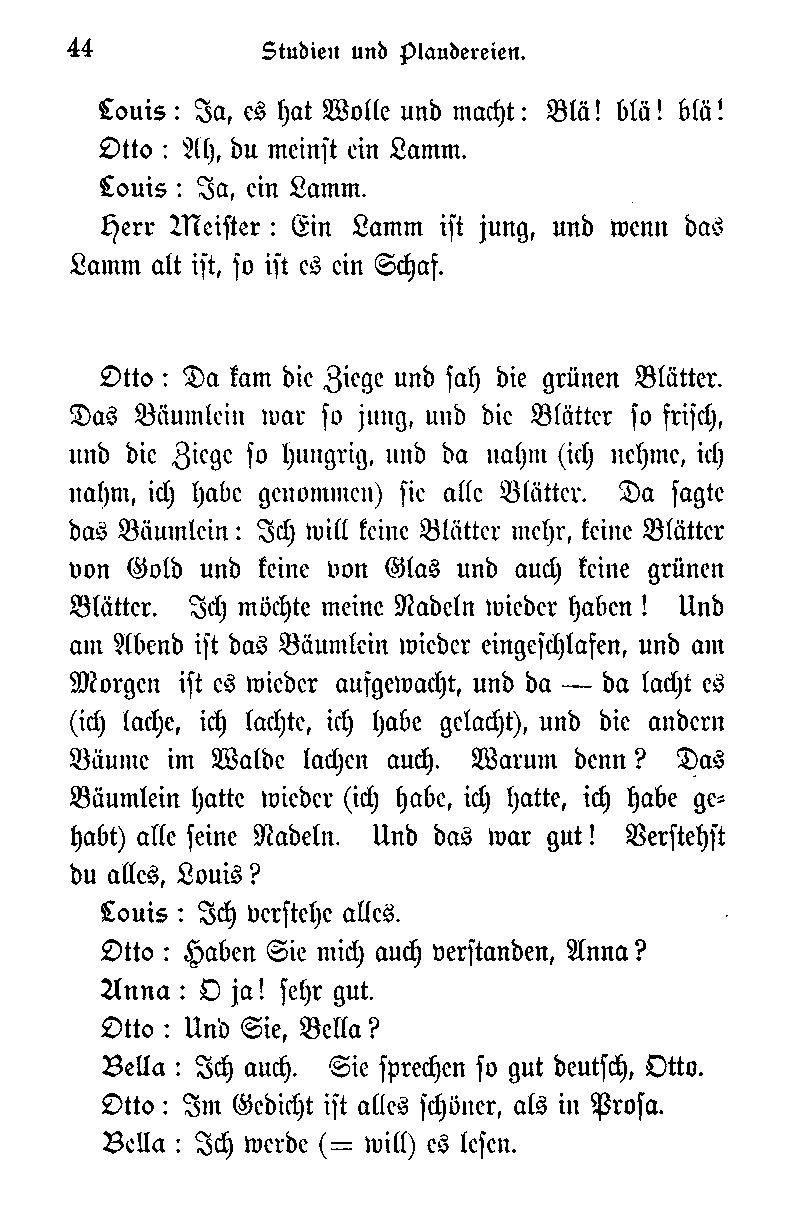 44 Studien und Plaudereien.
Louis : Ja, es hat Wolle und macht : Blä! blä! blä!
Otto : Ah, du meinst ein Lamm.
Louis : Ja, ein Lamm.
Herr Meister : Ein Lamm ist jung, und wenn das
Lamm alt ist, so ist es ein Schaf.
Otto : Da kam die Ziege und sah die grünen Blätter.
Das Bäumlein war so jung, und die Blätter so frisch,
und die Ziege so hungrig, und da nahm (ich nehme, ich
nahm, ich habe genommen) sie alle Blätter. Da sagte
das Bäumlein : Ich will keine Blätter mehr, keine Blätter
von Gold und keine von Glas und auch keine grünen
Blätter. Ich möchte meine Nadeln wieder haben! Und
am Abend ist das Bäumlein wieder eingeschlafen, und am
Morgen ist es wieder aufgewacht, und da — da lacht es
(ich lache, ich lachte, ich habe gelacht), und die andern
Bäume im Walde lachen auch. Warum denn? Das
Bäumlein hatte wieder (ich habe, ich hatte, ich habe ge-
habt) alle seine Nadeln. Und das war gut! Verstehst
du alles, Louis?
Louis : Ich verstehe alles.
Otto : Haben Sie mich auch verstanden, Anna?
Anna : O ja! sehr gut.
Otto : Und Sie, Bella?
Bella : Ich auch. Sie sprechen so gut deutsch, Otto.
Otto : Im Gedicht ist alles schöner, als in Prosa.
Bella : Ich werde (= will) es lesen.